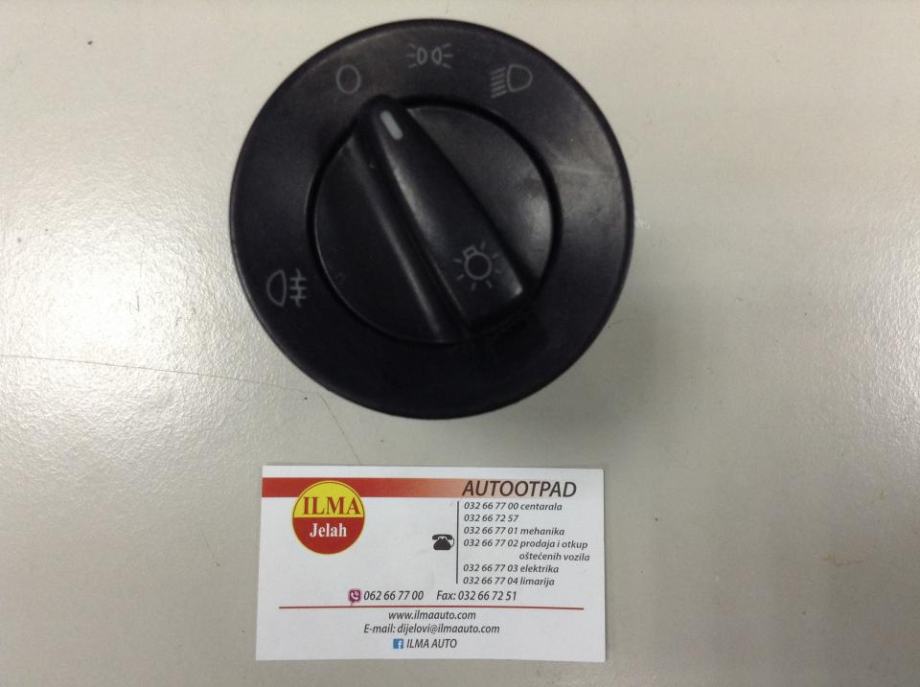 ILMA
Jelah
AUTOOTPAD
032 66 77 00 centarala
032 66 72 57
032 66 77 01 mehanika
032 66 77 02 prodaja i otkup
oštećenih vozila
032 66 77 03 elektrika
032 66 77 04 limarija
062 66 77 00 Fax: 032 66 72 51
www.ilmaauto.com
E-mail: dijelovi@ilmaauto.com
ILMA AUTO